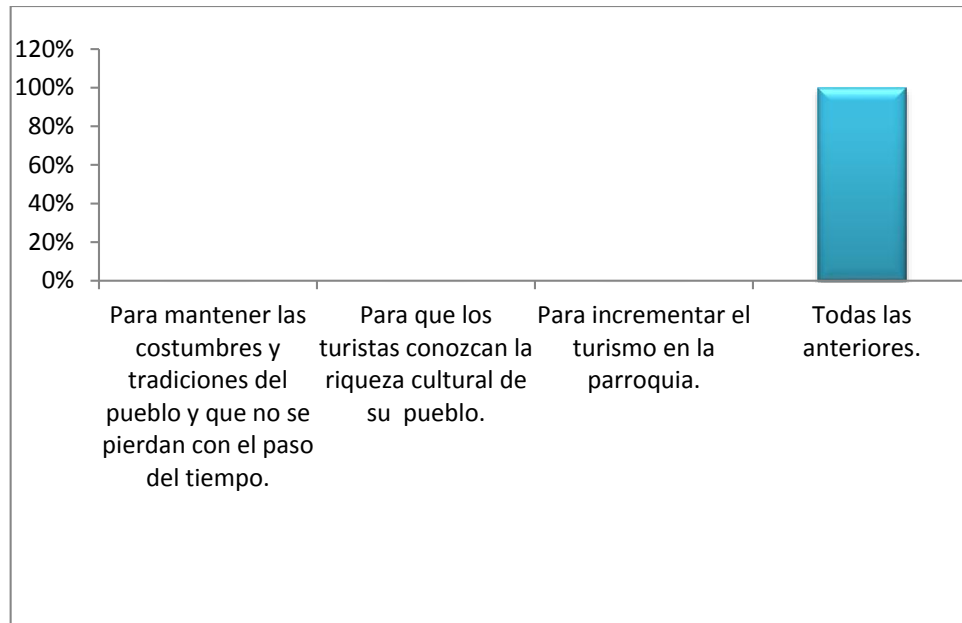 120%
100%
80%
60%
40%
20%
0%
Para mantener las
costumbres y
tradiciones del
pueblo y que no se
pierdan con el paso
del tiempo.
Para que los
turistas conozcan la
riqueza cultural de
su pueblo.
Para incrementar el
turismo en la
parroquia.
Todas las
anteriores.